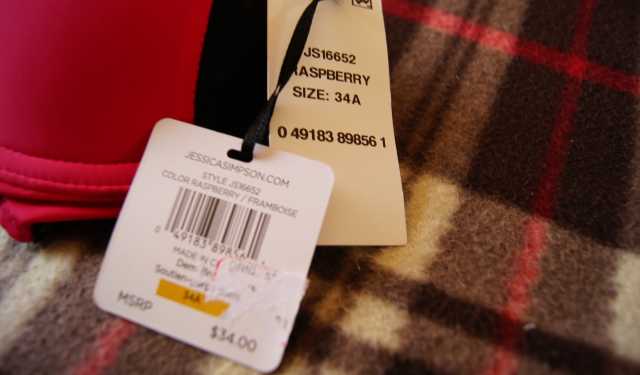 JS16652
RASPBERRY
SIZE: 34A
0 49183 89856 1
JESSICASIMPSON.COM
STYLE JS16652
COLOR RASPBERRY / FRAMBOISE
0 49183 89856
MADE IN
Demi
34A
MSRP
$34.00